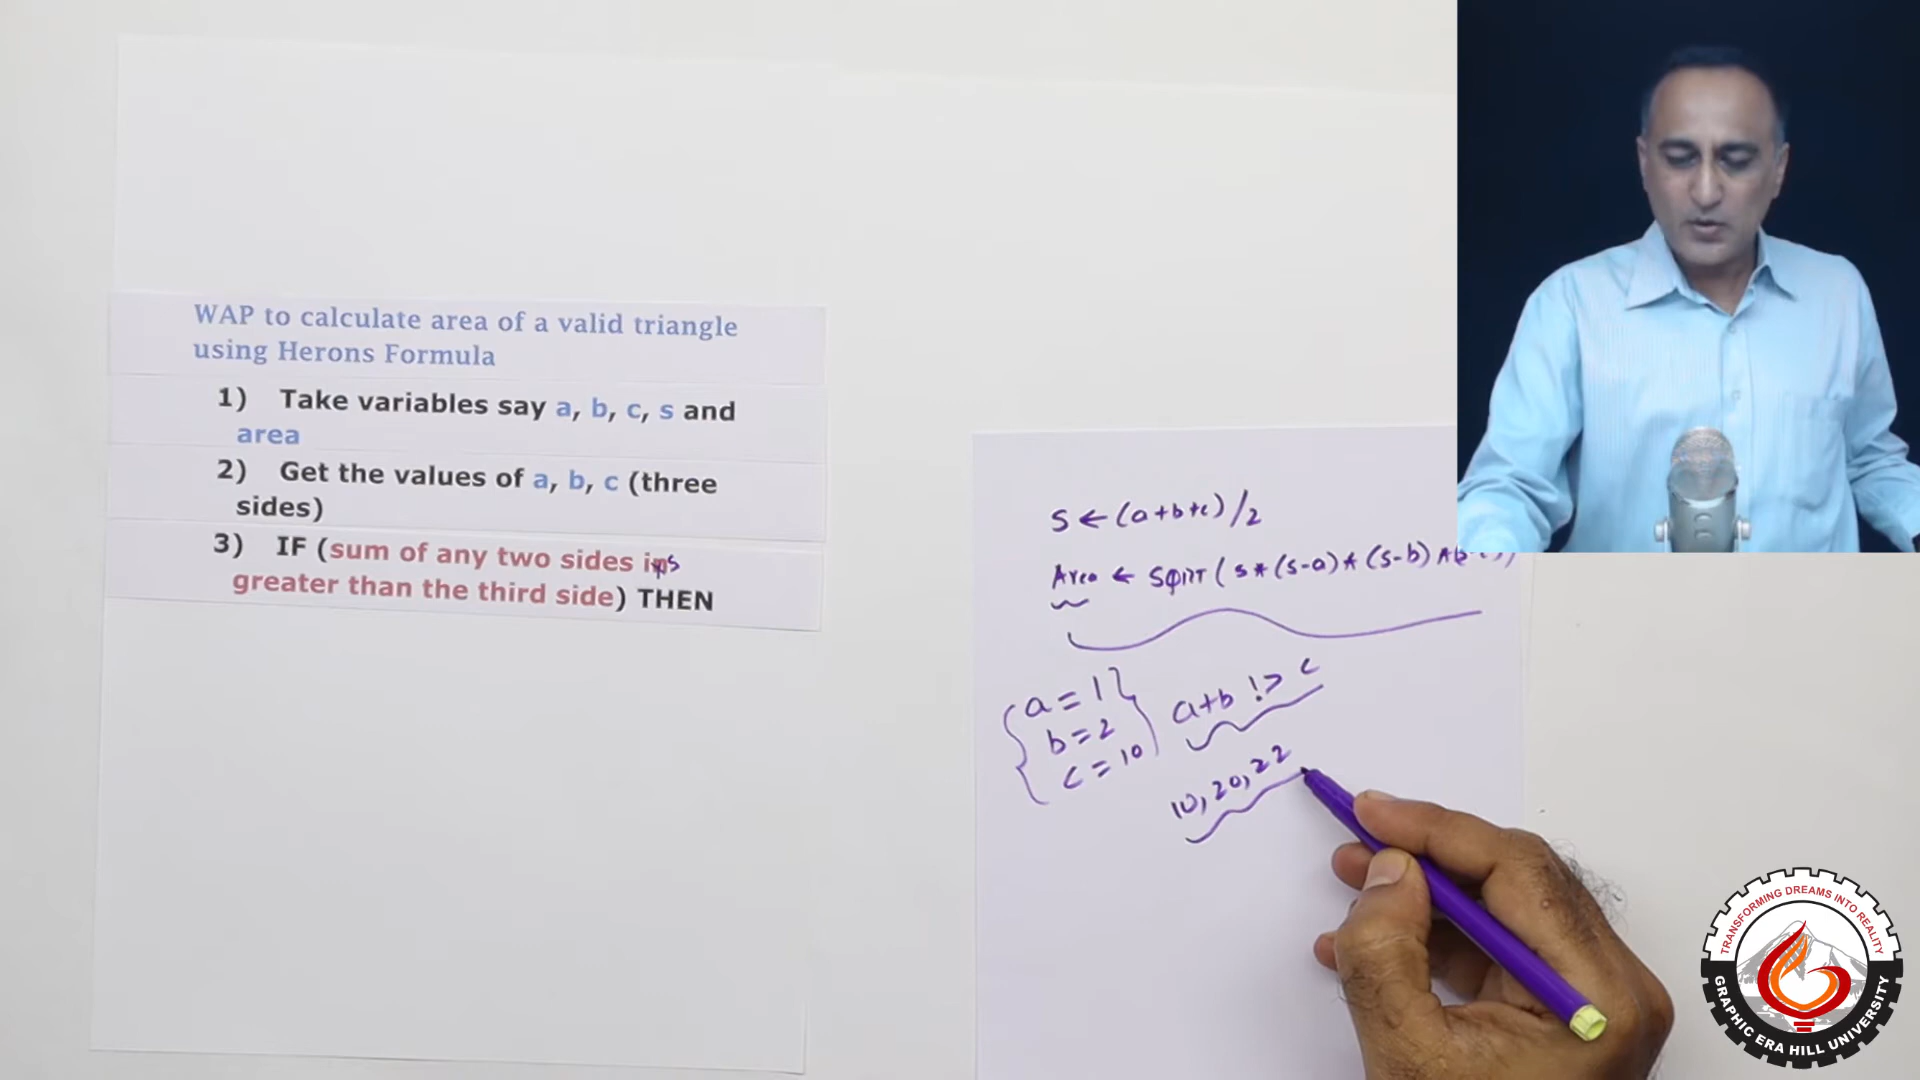 WAP to calculate area of a valid triangle
using Herons Formula
1) Take variables say a, b, c, s and
area
2) Get the values of a, b, c (three
sides)
3) IF (sum of any two sides is
greater than the third side) THEN
S ← (a+b+c)/2
Area ← SQRT ( s * (s-a) * (s-b) *
a = 1
b = 2
c = 10
a+b !> c
10, 20, 22
TRANSFORMING DREAMS INTO REALITY
GRAPHIC ERA HILL UNIVERSITY